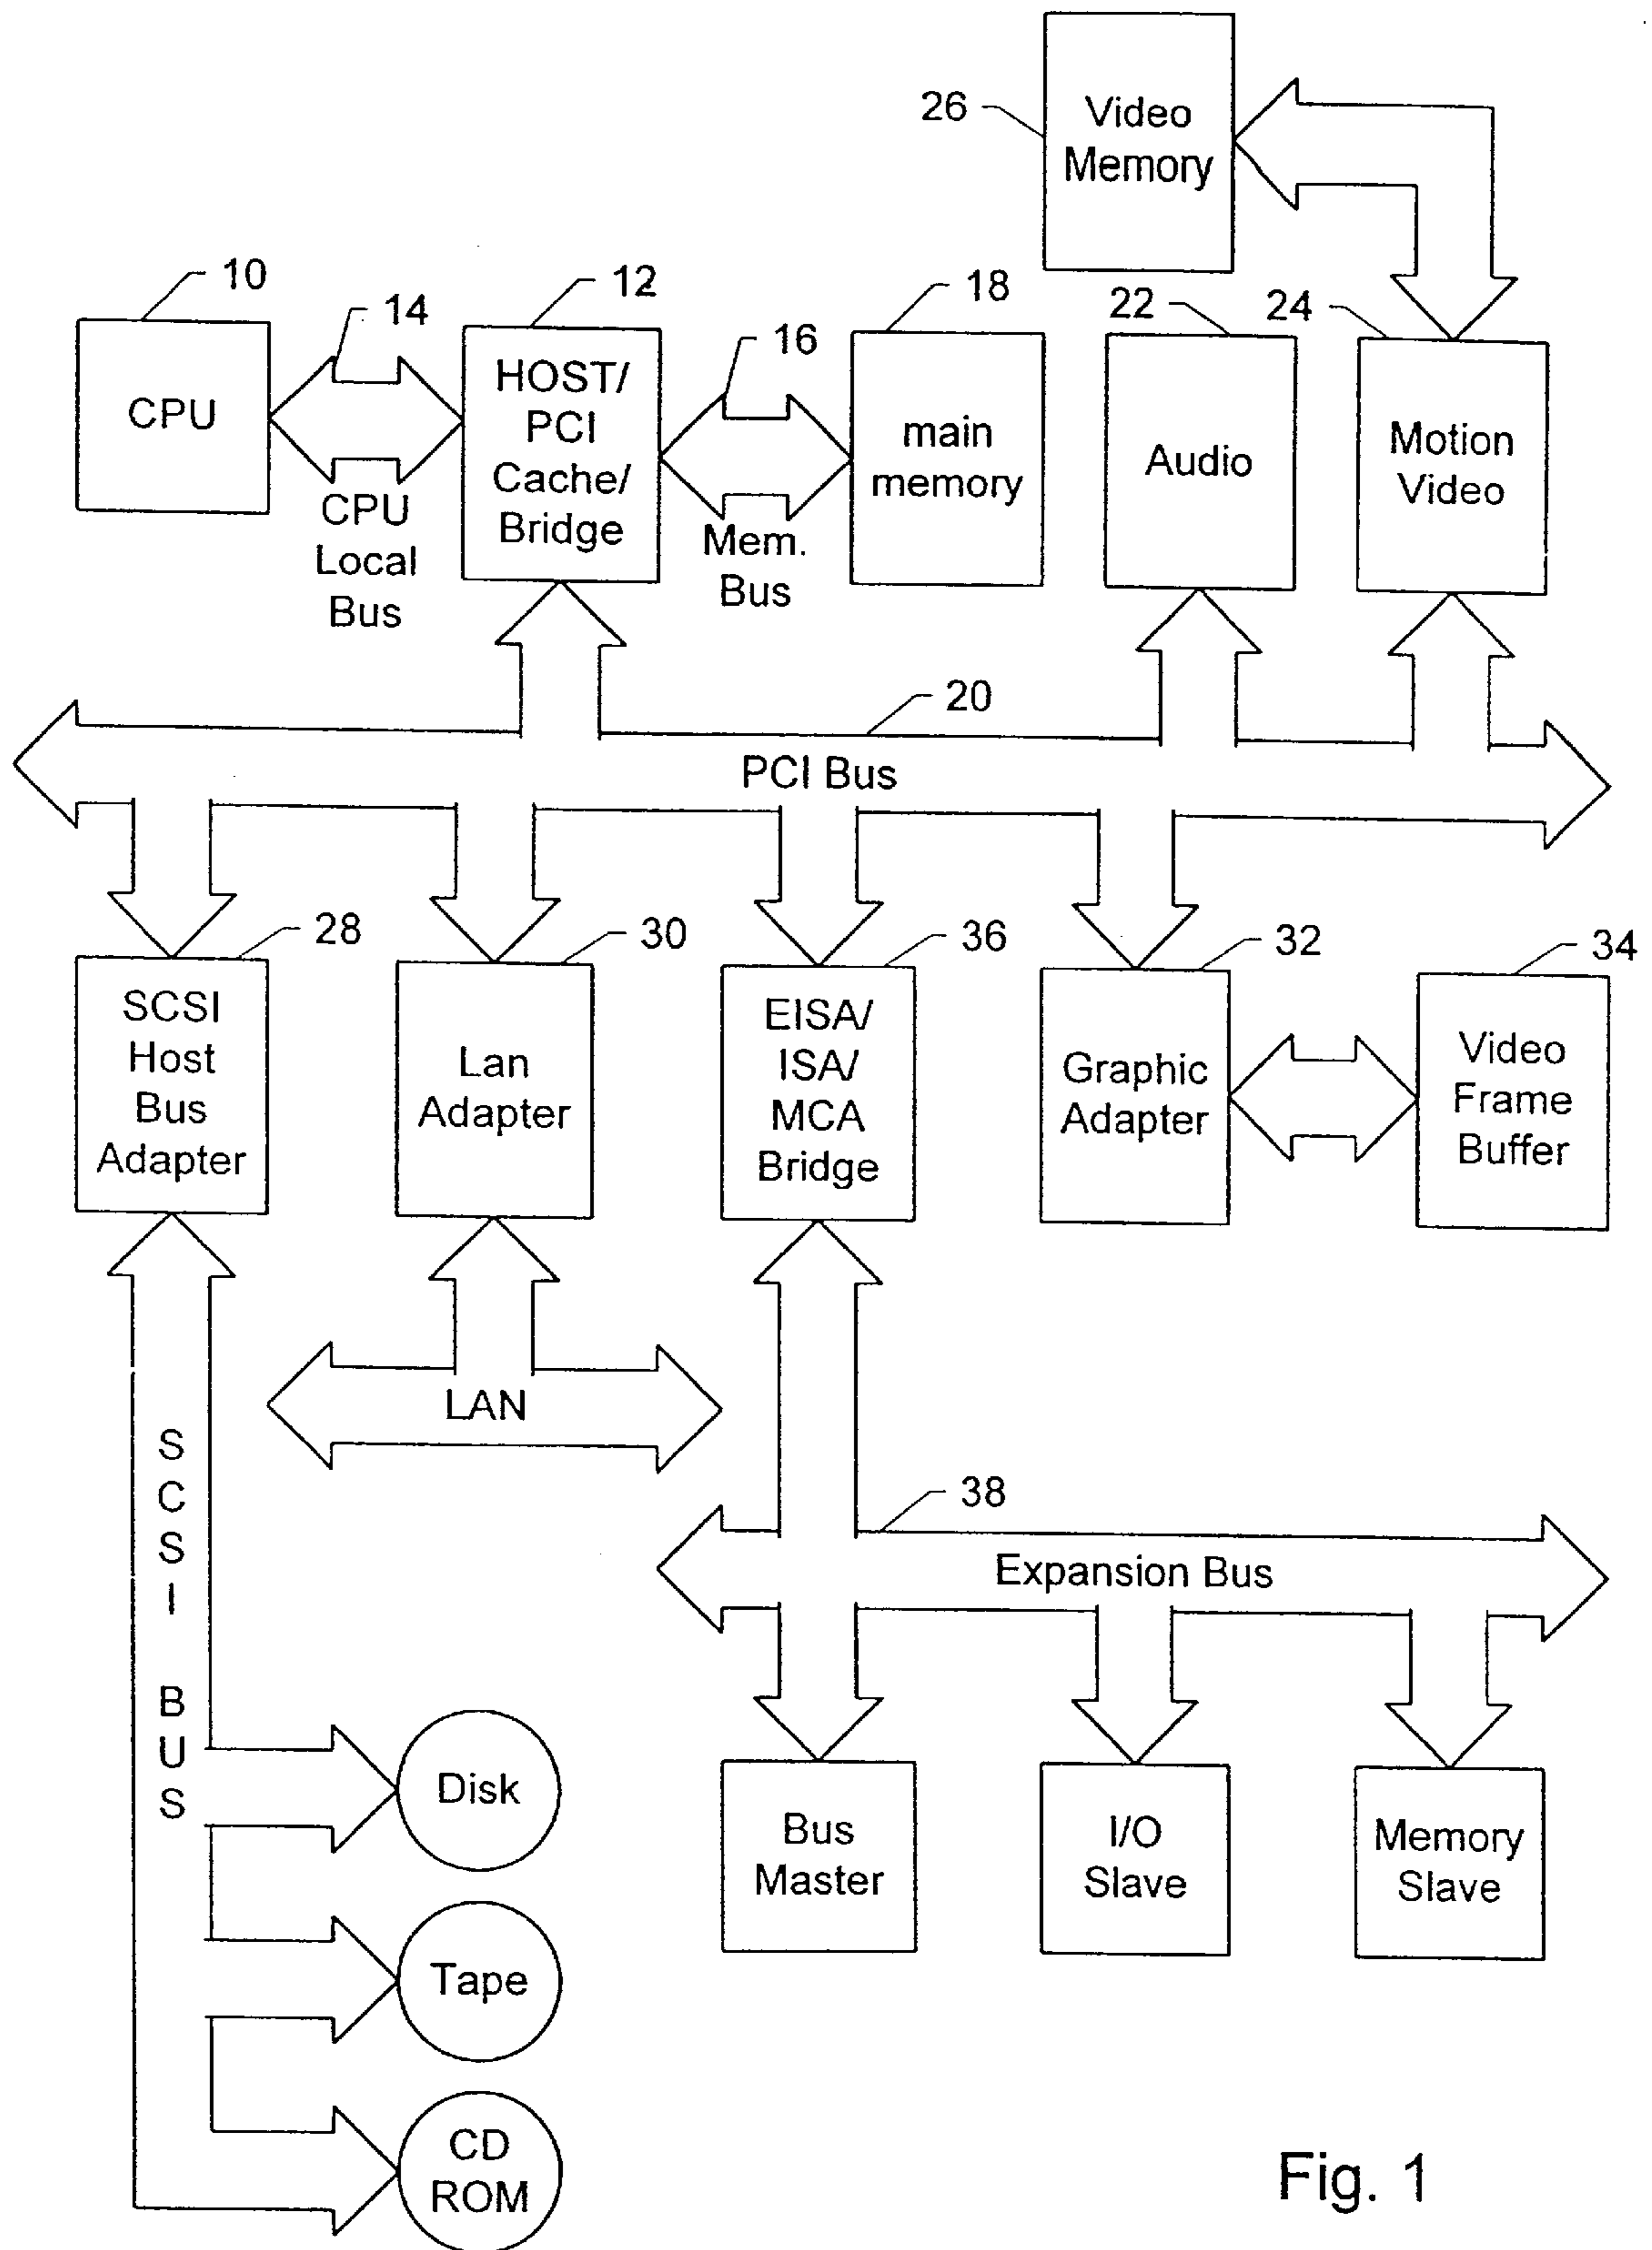 26
Video
Memory
10
14
12
16
18
22
24
CPU
CPU
Local
Bus
HOST/
PCI
Cache/
Bridge
Mem.
Bus
main
memory
Audio
Motion
Video
20
PCI Bus
28
30
36
32
34
SCSI
Host
Bus
Adapter
Lan
Adapter
EISA/
ISA/
MCA
Bridge
Graphic
Adapter
Video
Frame
Buffer
LAN
SCSI BUS
38
Expansion Bus
Disk
Tape
CD
ROM
Bus
Master
I/O
Slave
Memory
Slave
Fig. 1